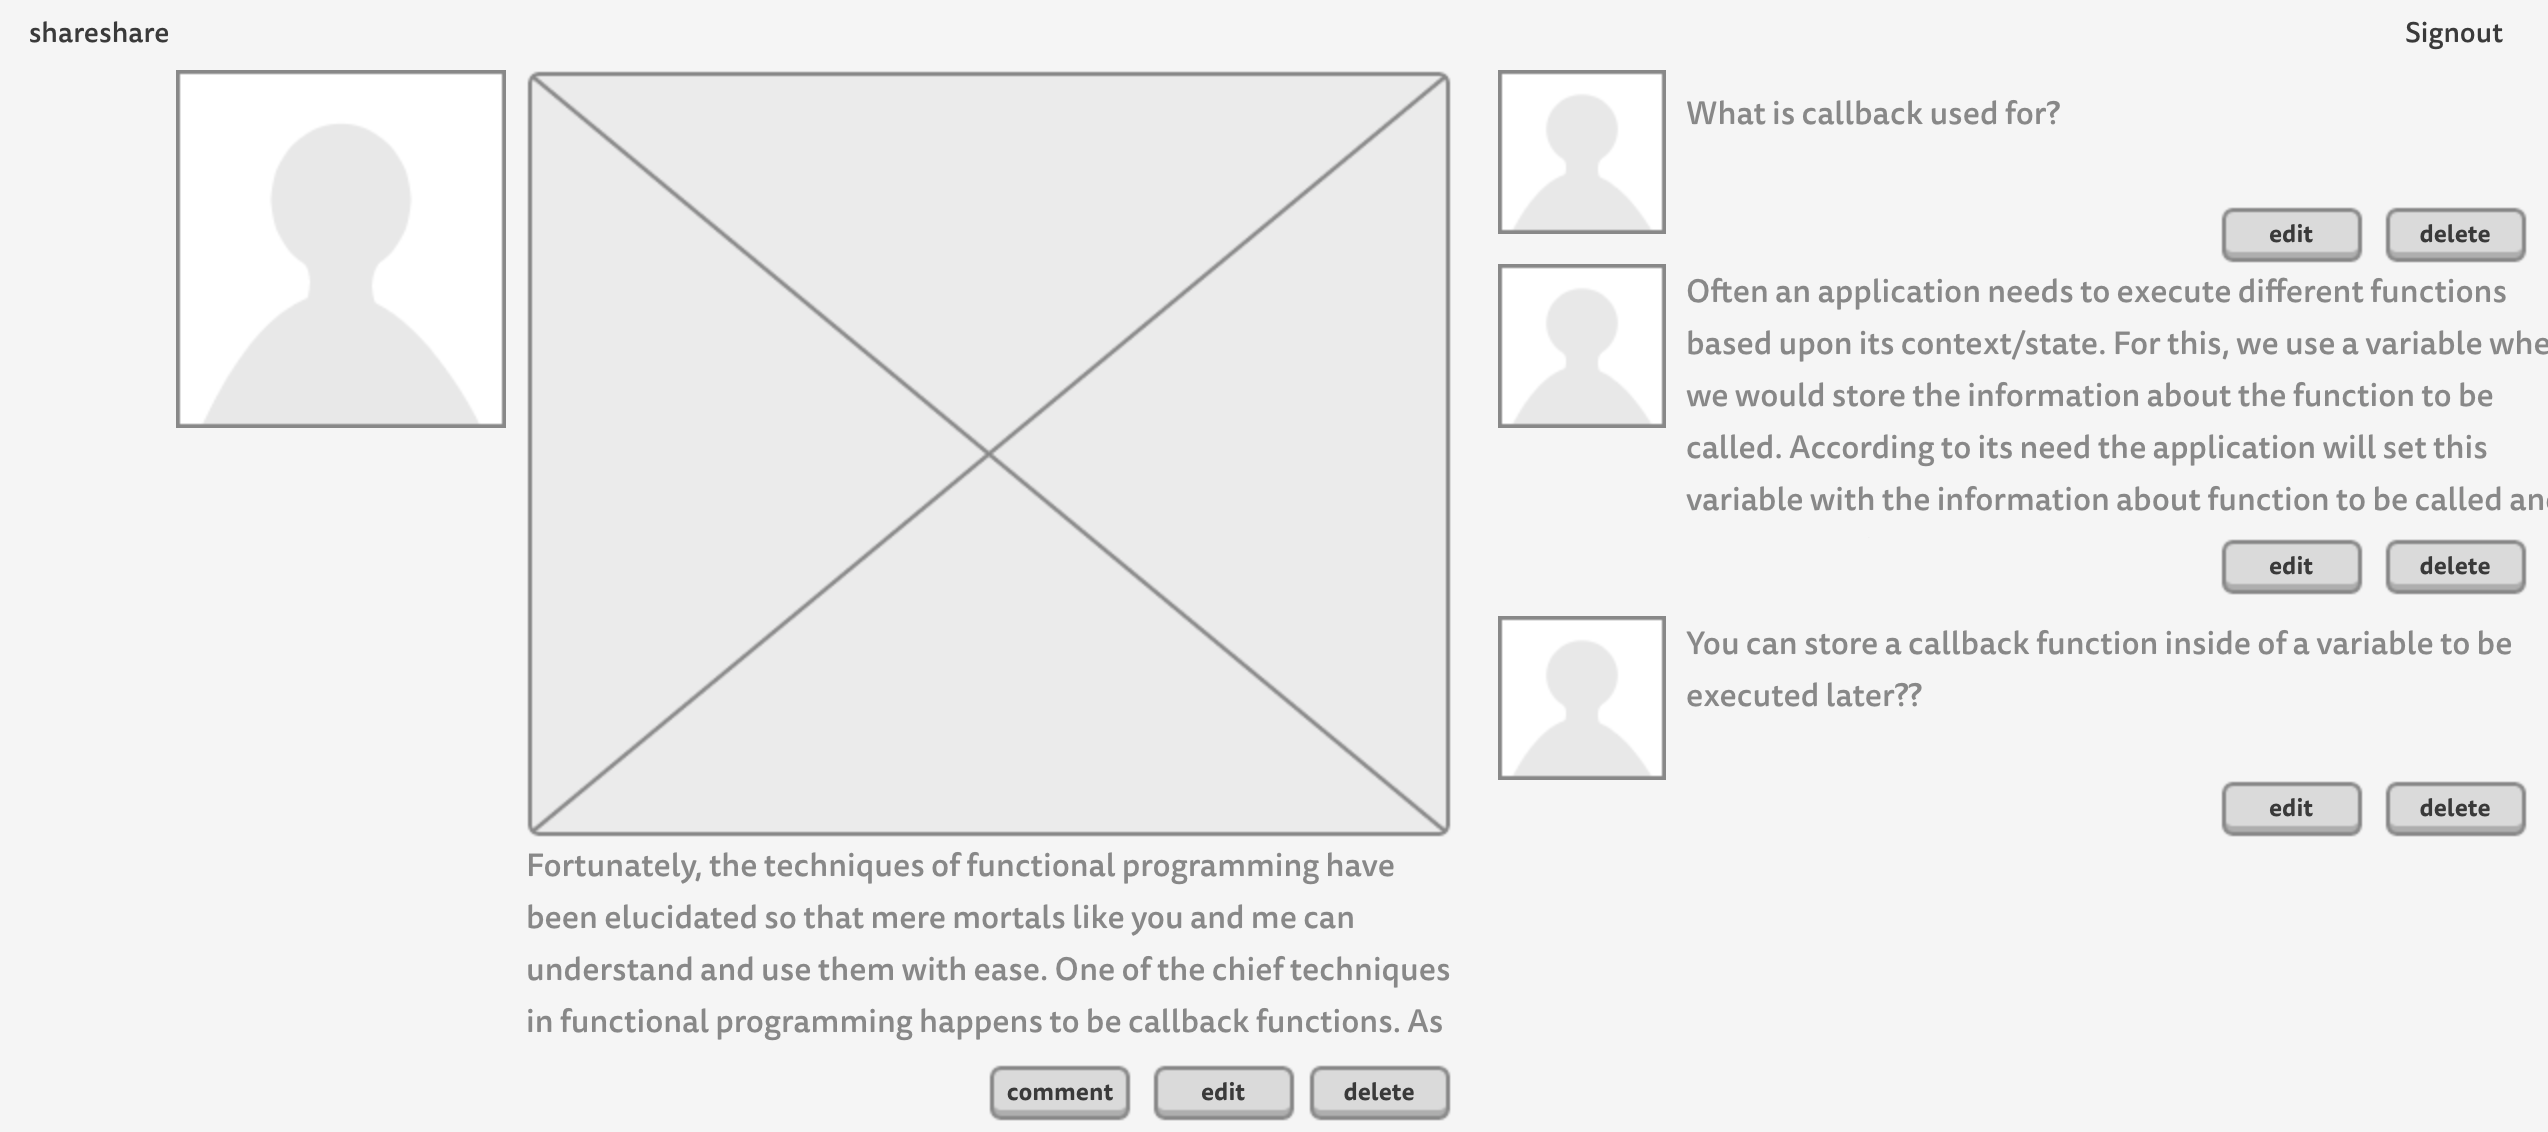 shareshare
Signout
Fortunately, the techniques of functional programming have
been elucidated so that mere mortals like you and me can
understand and use them with ease. One of the chief techniques
in functional programming happens to be callback functions. As
comment
edit
delete
What is callback used for?
edit
delete
Often an application needs to execute different functions
based upon its context/state. For this, we use a variable
we would store the information about the function to be
called. According to its need the application will set this
variable with the information about function to be called
edit
delete
You can store a callback function inside of a variable to be
executed later??
edit
delete